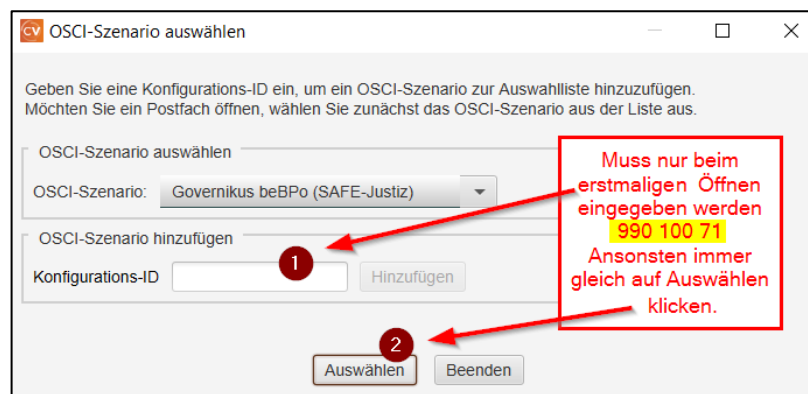 CV OSCI-Szenario auswählen
Geben Sie eine Konfigurations-ID ein, um ein OSCI-Szenario zur Auswahlliste hinzuzufügen.
Möchten Sie ein Postfach öffnen, wählen Sie zunächst das OSCI-Szenario aus der Liste aus.
OSCI-Szenario auswählen
OSCI-Szenario: Governikus beBPo (SAFE-Justiz)
OSCI-Szenario hinzufügen
Konfigurations-ID 1 Hinzufügen
Muss nur beim
erstmaligen Öffnen
eingegeben werden
990 100 71
Ansonsten immer
gleich auf Auswählen
klicken.
2
Auswählen Beenden